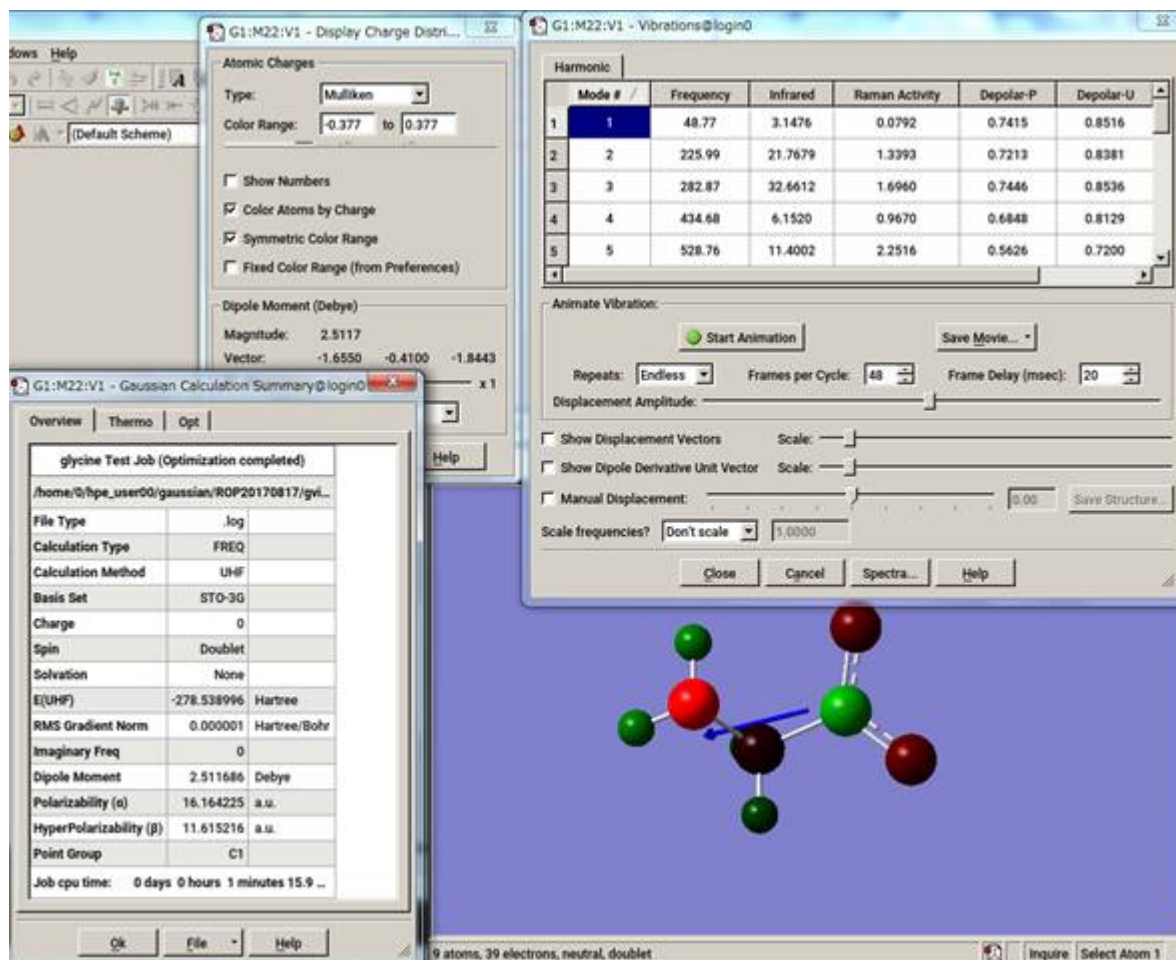 dows Help
(Default Scheme)
G1:M22:V1 - Display Charge Distri...
Atomic Charges
Type: Mulliken
Color Range: -0.377 to 0.377
Show Numbers
Color Atoms by Charge
Symmetric Color Range
Fixed Color Range (from Preferences)
Dipole Moment (Debye)
Magnitude: 2.5117
Vector: -1.6550 -0.4100 -1.8443
x 1
Help
G1:M22:V1 - Vibrations@login0
Harmonic
Mode # / Frequency Infrared Raman Activity Depolar-P Depolar-U
1 1 48.77 3.1476 0.0792 0.7415 0.8516
2 2 225.99 21.7679 1.3393 0.7213 0.8381
3 3 282.87 32.6612 1.6960 0.7446 0.8536
4 4 434.68 6.1520 0.9670 0.6848 0.8129
5 5 528.76 11.4002 2.2516 0.5626 0.7200
Animate Vibration:
Start Animation Save Movie...
Repeats: Endless Frames per Cycle: 48 Frame Delay (msec): 20
Displacement Amplitude:
Show Displacement Vectors Scale:
Show Dipole Derivative Unit Vector Scale:
Manual Displacement: 0.00 Save Structure...
Scale frequencies? Don't scale 1.0000
Close Cancel Spectra... Help
G1:M22:V1 - Gaussian Calculation Summary@login0
Overview Thermo Opt
glycine Test Job (Optimization completed)
/home/0/hpe_user00/gaussian/ROP20170817/gvi...
File Type .log
Calculation Type FREQ
Calculation Method UHF
Basis Set STO-3G
Charge 0
Spin Doublet
Solvation None
E(UHF) -278.538996 Hartree
RMS Gradient Norm 0.000001 Hartree/Bohr
Imaginary Freq 0
Dipole Moment 2.511686 Debye
Polarizability (α) 16.164225 a.u.
HyperPolarizability (β) 11.615216 a.u.
Point Group C1
Job cpu time: 0 days 0 hours 1 minutes 15.9 ...
Ok File Help
9 atoms, 39 electrons, neutral, doublet
Inquire Select Atom 1